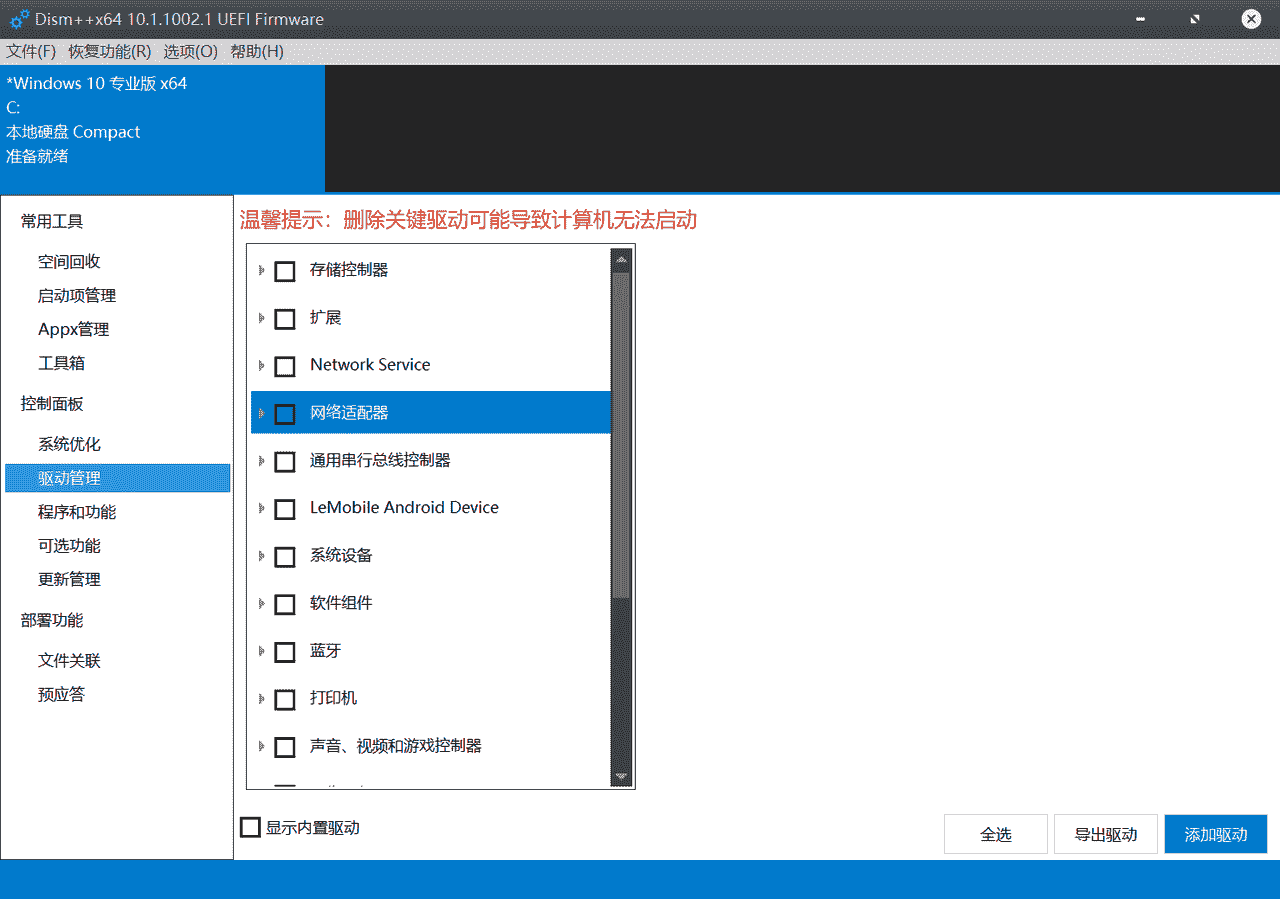 Dism++x64 10.1.1002.1 UEFI Firmware
文件(F) 恢复功能(R) 选项(O) 帮助(H)
*Windows 10 专业版 x64
C:
本地硬盘 Compact
准备就绪
常用工具
空间回收
启动项管理
Appx管理
工具箱
控制面板
系统优化
驱动管理
程序和功能
可选功能
更新管理
部署功能
文件关联
预应答
温馨提示：删除关键驱动可能导致计算机无法启动
存储控制器
扩展
Network Service
网络适配器
通用串行总线控制器
LeMobile Android Device
系统设备
软件组件
蓝牙
打印机
声音、视频和游戏控制器
显示内置驱动
全选
导出驱动
添加驱动